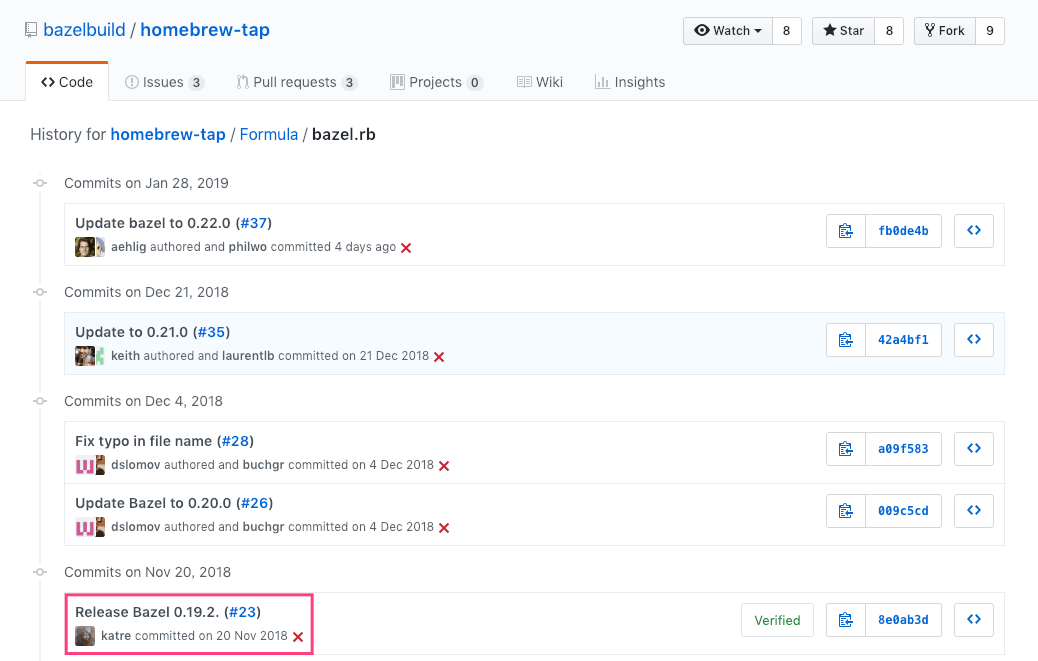 bazelbuild / homebrew-tap
Watch 8 Star 8 Fork 9
Code Issues 3 Pull requests 3 Projects 0 Wiki Insights
History for homebrew-tap / Formula / bazel.rb
Commits on Jan 28, 2019
Update bazel to 0.22.0 (#37)
aehlig authored and philwo committed 4 days ago
fb0de4b
Commits on Dec 21, 2018
Update to 0.21.0 (#35)
keith authored and laurentlb committed on 21 Dec 2018
42a4bf1
Commits on Dec 4, 2018
Fix typo in file name (#28)
dslomov authored and buchgr committed on 4 Dec 2018
a09f583
Update Bazel to 0.20.0 (#26)
dslomov authored and buchgr committed on 4 Dec 2018
009c5cd
Commits on Nov 20, 2018
Release Bazel 0.19.2. (#23)
katre committed on 20 Nov 2018
Verified 8e0ab3d